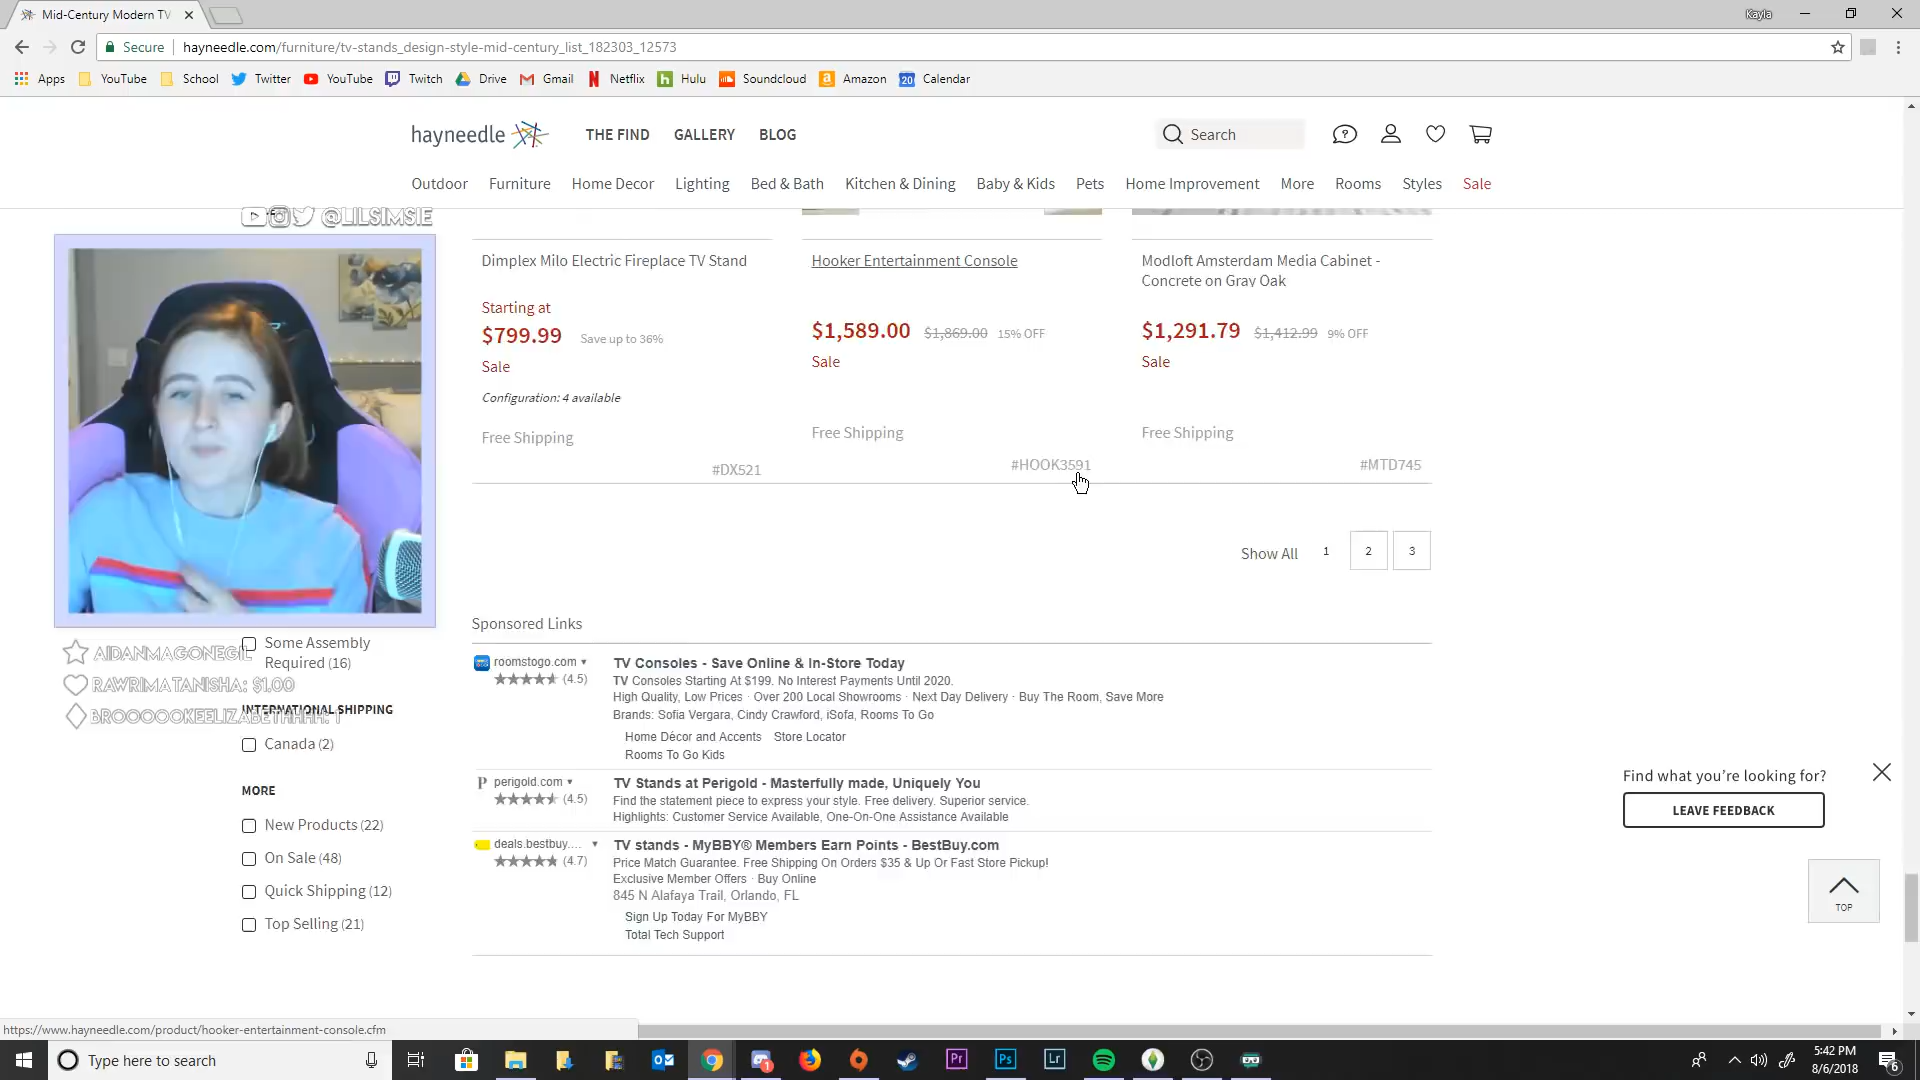 Mid-Century Modern TV
Kayla
Secure
hayneedle.com/furniture/tv-stands_design-style-mid-century_list_182303_12573
Apps
YouTube
School
Twitter
YouTube
Twitch
Drive
Gmail
Netflix
Hulu
Soundcloud
Amazon
20
Calendar
hayneedle
THE FIND
GALLERY
BLOG
Search
Outdoor
Furniture
Home Decor
Lighting
Bed & Bath
Kitchen & Dining
Baby & Kids
Pets
Home Improvement
More
Rooms
Styles
Sale
@LILSIMSIE
Dimplex Milo Electric Fireplace TV Stand
Starting at
$799.99 Save up to 36%
Sale
Configuration: 4 available
Free Shipping
#DX521
Hooker Entertainment Console
$1,589.00 $1,869.00 15% OFF
Sale
Free Shipping
#HOOK3591
Modloft Amsterdam Media Cabinet -
Concrete on Gray Oak
$1,291.79 $1,412.99 9% OFF
Sale
Free Shipping
#MTD745
Show All 1 2 3
Some Assembly
Required (16)
AIDANMAGONEGIL
RAWRIMATANISHA: $1.00
INTERNATIONAL SHIPPING
Canada (2)
MORE
New Products (22)
On Sale (48)
Quick Shipping (12)
Top Selling (21)
Sponsored Links
roomstogo.com
(4.5)
TV Consoles - Save Online & In-Store Today
TV Consoles Starting At $199. No Interest Payments Until 2020.
High Quality, Low Prices · Over 200 Local Showrooms · Next Day Delivery · Buy The Room, Save More
Brands: Sofia Vergara, Cindy Crawford, iSofa, Rooms To Go
Home Décor and Accents Store Locator
Rooms To Go Kids
perigold.com
(4.5)
TV Stands at Perigold - Masterfully made, Uniquely You
Find the statement piece to express your style. Free delivery. Superior service.
Highlights: Customer Service Available, One-On-One Assistance Available
deals.bestbuy....
(4.7)
TV stands - MyBBY® Members Earn Points - BestBuy.com
Price Match Guarantee. Free Shipping On Orders $35 & Up Or Fast Store Pickup!
Exclusive Member Offers · Buy Online
845 N Alafaya Trail, Orlando, FL
Sign Up Today For MyBBY
Total Tech Support
Find what you’re looking for?
LEAVE FEEDBACK
TOP
https://www.hayneedle.com/product/hooker-entertainment-console.cfm
Type here to search
Pr
Ps
Lr
5:42 PM
8/6/2018
6